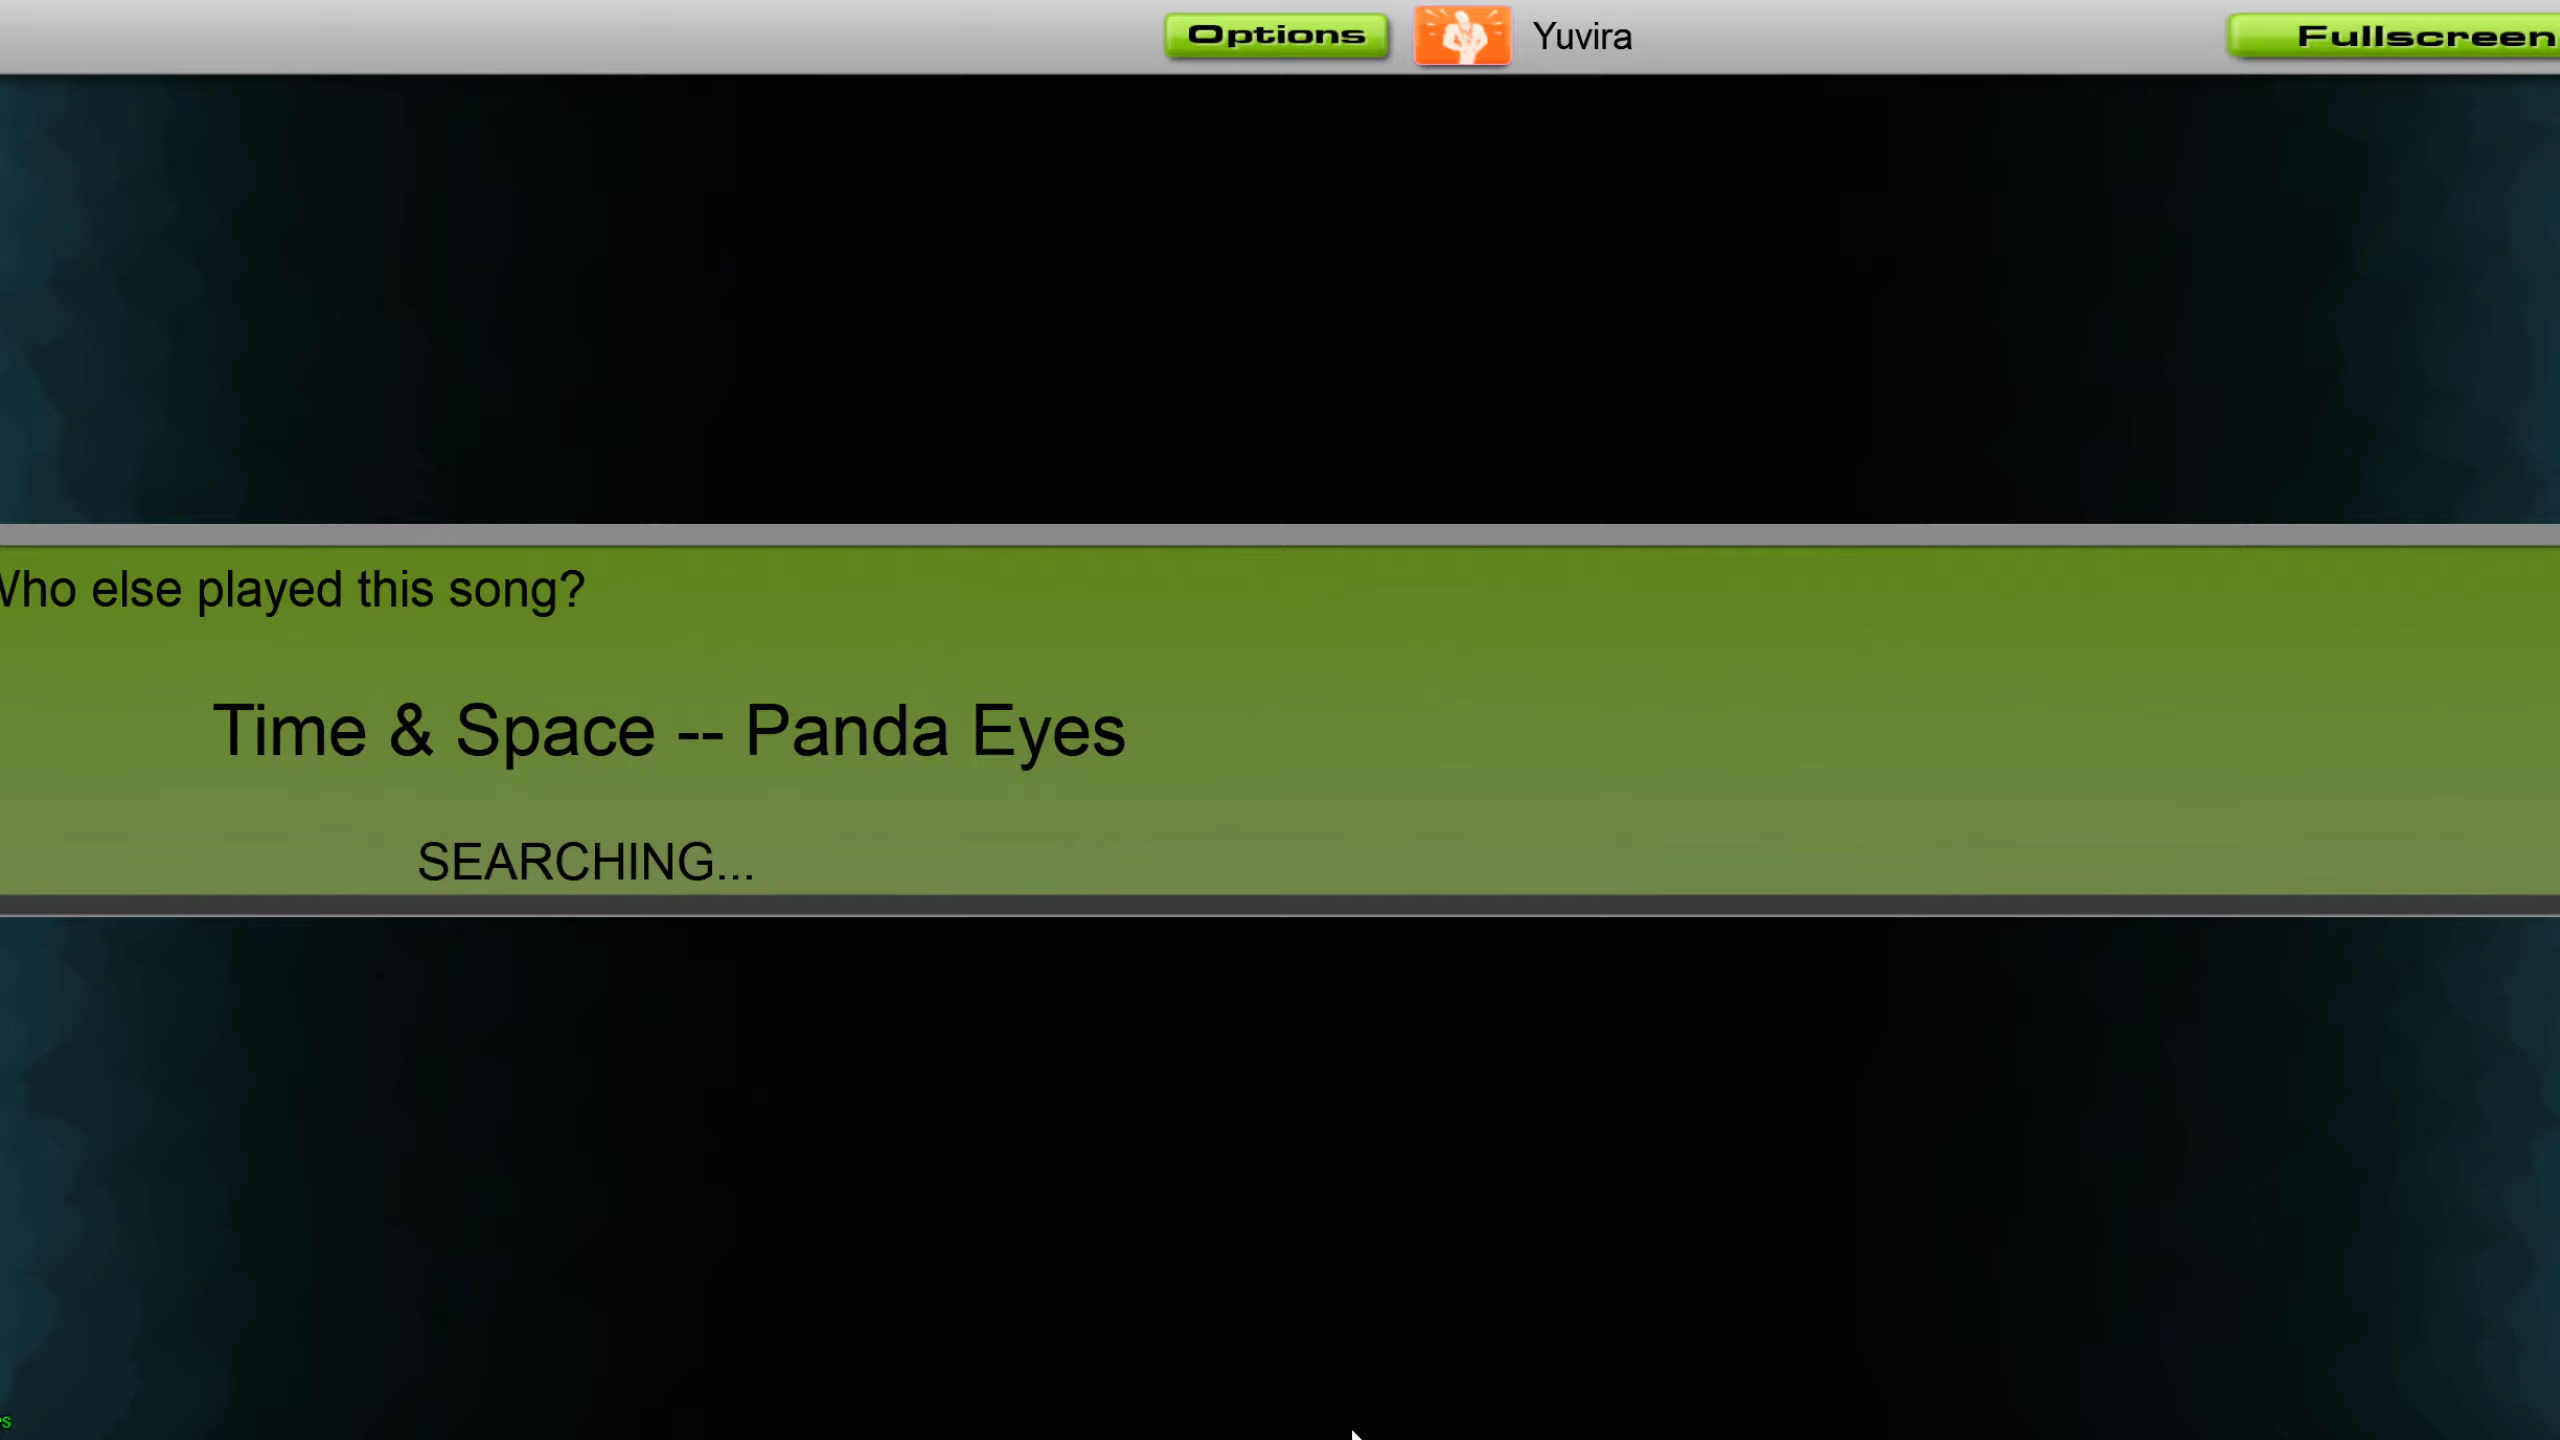 Options
Yuvira
Fullscreen
Who else played this song?
Time & Space -- Panda Eyes
SEARCHING...